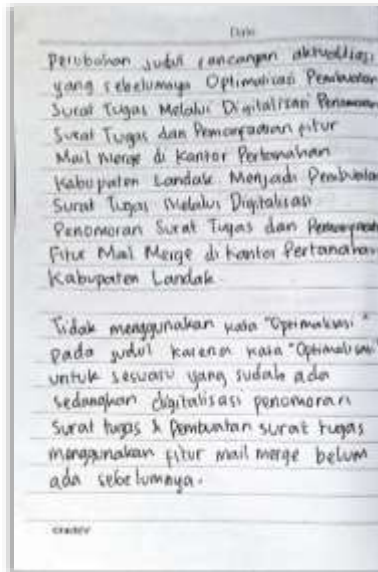 Date
Perubahan judul rancangan aktualisasi
yang sebelumnya Optimalisasi Pembuatan
Surat Tugas Melalui Digitalisasi Penomoran
Surat Tugas dan Pemanfaatan fitur
Mail Merge di Kantor Pertanahan
Kabupaten Landak Menjadi Pembuatan
Surat Tugas Melalui Digitalisasi
Penomoran Surat Tugas dan Pemanfaatan
Fitur Mail Merge di Kantor Pertanahan
Kabupaten Landak.
Tidak menggunakan kata "Optimalisasi"
pada judul karena kata "Optimalisasi"
untuk sesuatu yang sudah ada
sedangkan digitalisasi penomoran
surat tugas & pembuatan surat tugas
menggunakan fitur mail merge belum
ada sebelumnya.